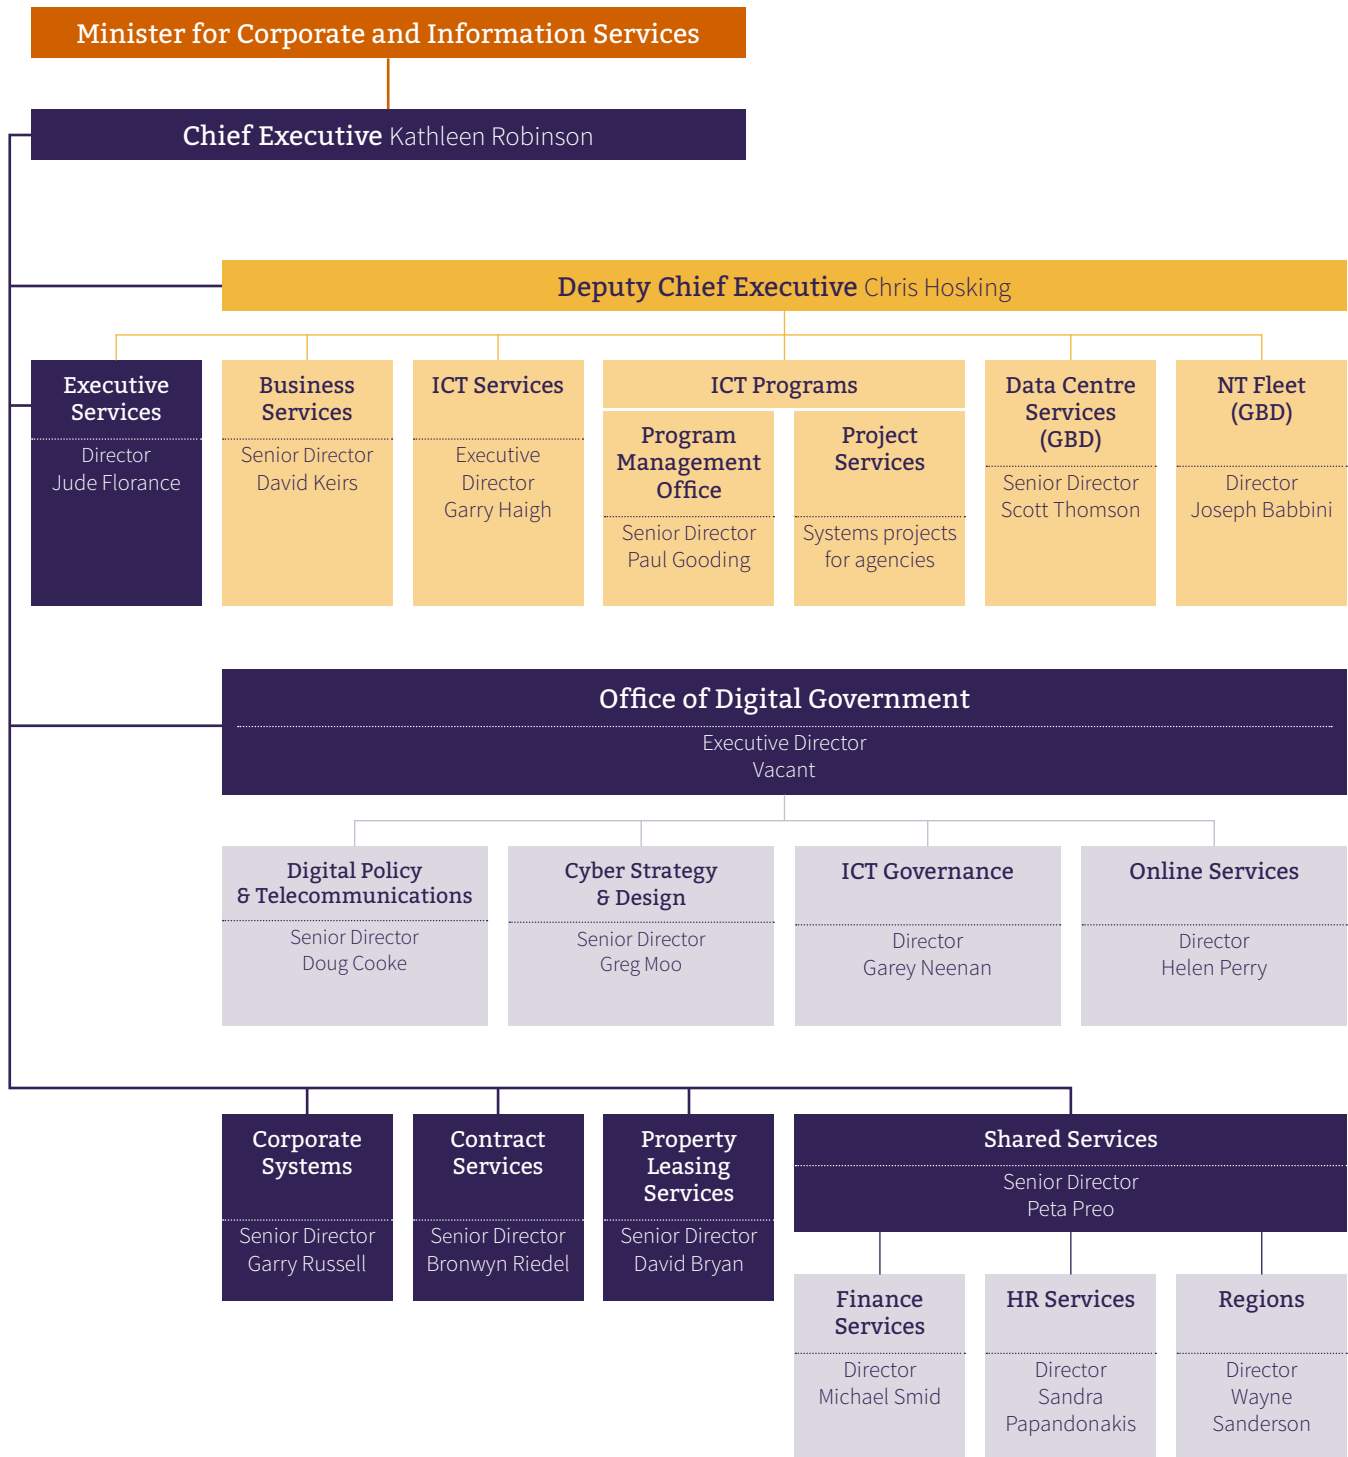 Minister for Corporate and Information Services
Chief Executive Kathleen Robinson
Deputy Chief Executive Chris Hosking
Executive
Services
Director
Jude Florance
Business
Services
Senior Director
David Keirs
ICT Services
Executive
Director
Garry Haigh
ICT Programs
Program
Management
Office
Senior Director
Paul Gooding
Project
Services
Systems projects
for agencies
Data Centre
Services
(GBD)
Senior Director
Scott Thomson
NT Fleet
(GBD)
Director
Joseph Babbini
Office of Digital Government
Executive Director
Vacant
Digital Policy
& Telecommunications
Senior Director
Doug Cooke
Cyber Strategy
& Design
Senior Director
Greg Moo
ICT Governance
Director
Garey Neenan
Online Services
Director
Helen Perry
Corporate
Systems
Senior Director
Garry Russell
Contract
Services
Senior Director
Bronwyn Riedel
Property
Leasing
Services
Senior Director
David Bryan
Shared Services
Senior Director
Peta Preo
Finance
Services
Director
Michael Smid
HR Services
Director
Sandra
Papandonakis
Regions
Director
Wayne
Sanderson